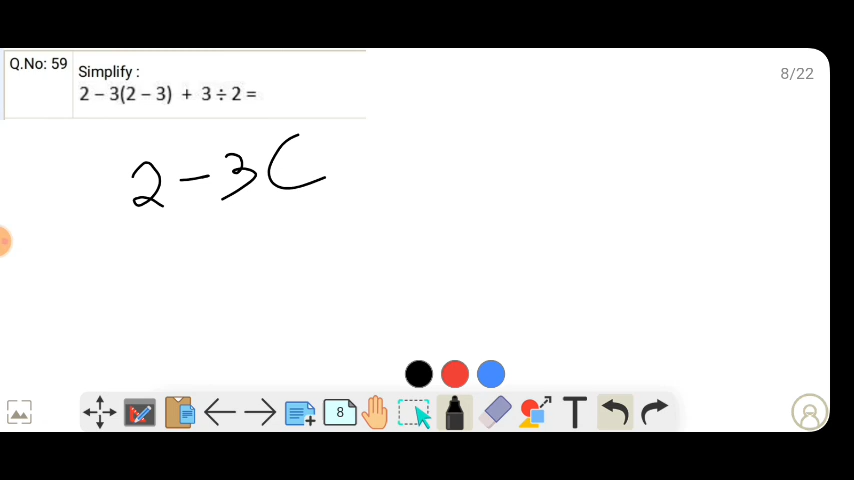 Q.No: 59
Simplify :
2 − 3(2 − 3) + 3 ÷ 2 =
8/22
2 - 3 (
8
T